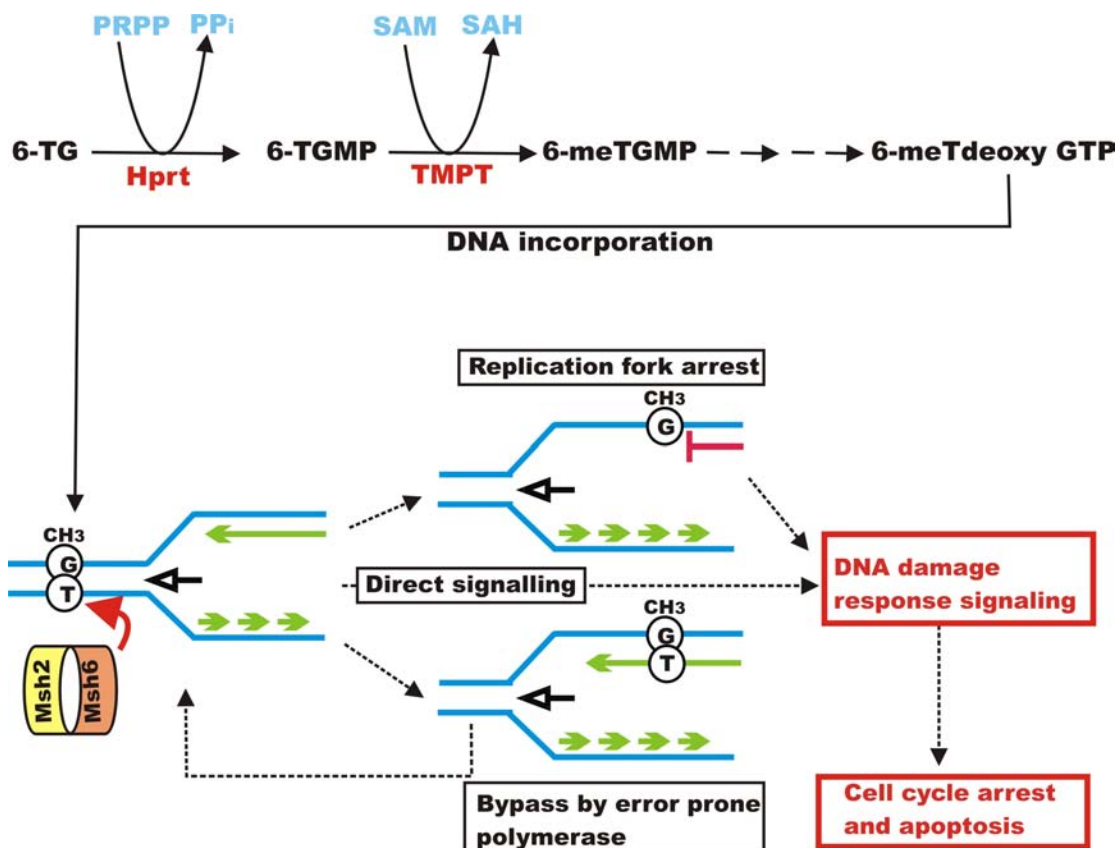 PRPP PPi SAM SAH
6-TG 6-TGMP 6-meTGMP 6-meTdeoxy GTP
Hprt TMPT
DNA incorporation
Replication fork arrest
CH3
G
CH3
G
T
Direct signalling
DNA damage
response signaling
Msh2 Msh6
CH3
G
T
Bypass by error prone
polymerase
Cell cycle arrest
and apoptosis